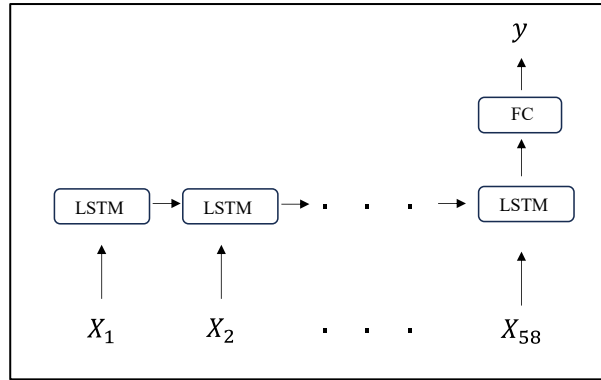 y
FC
LSTM LSTM . . . LSTM
X₁ X₂ . . . X₅₈